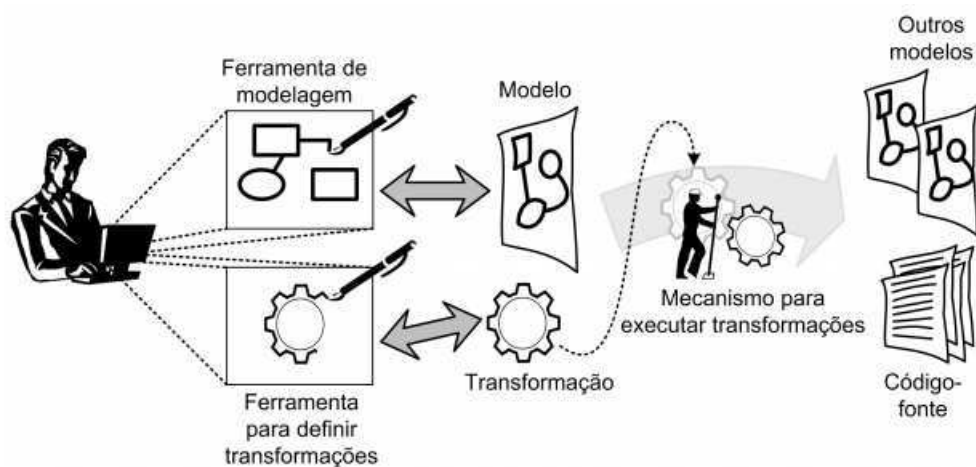 Ferramenta de
modelagem
Modelo
Outros
modelos
Mecanismo para
executar transformações
Ferramenta
para definir
transformações
Transformação
Código-
fonte